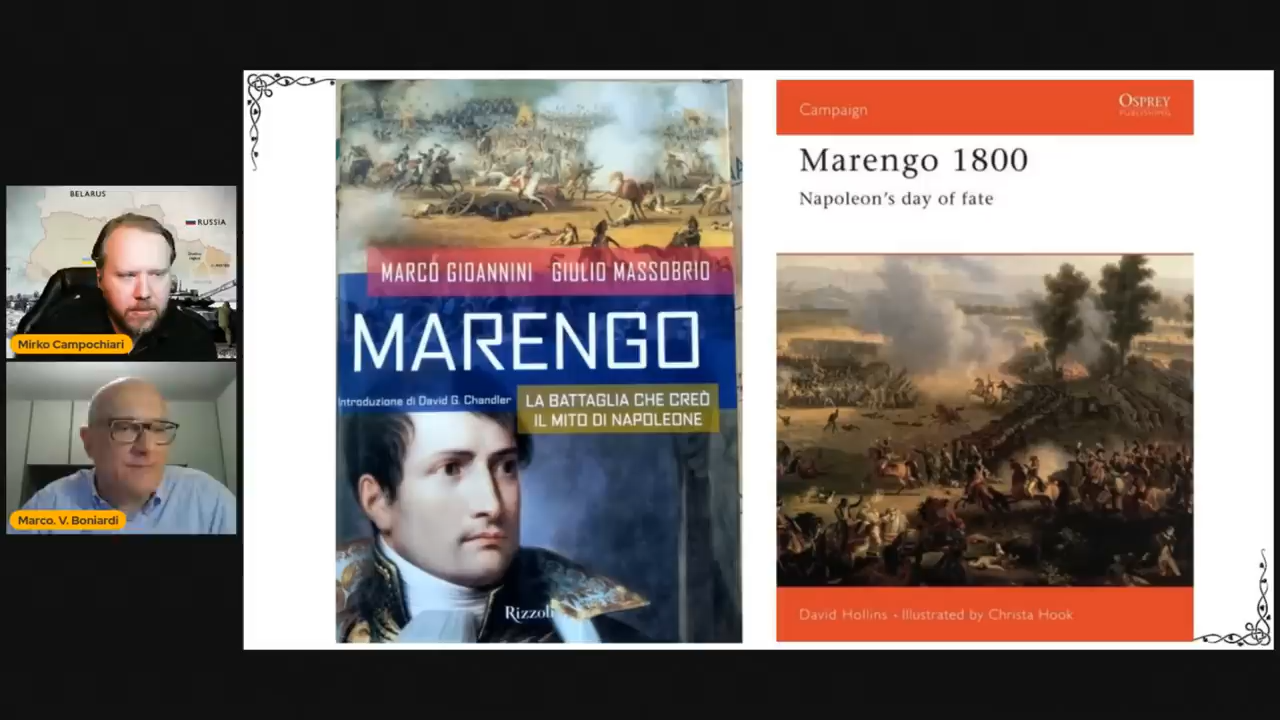 BELARUS
RUSSIA
Mirko Campochiari
Marco. V. Boniardi
MARCO GIOANNINI GIULIO MASSOBRIO
MARENGO
Introduzione di David G. Chandler
LA BATTAGLIA CHE CREÒ
IL MITO DI NAPOLEONE
Rizzoli
Campaign
OSPREY
PUBLISHING
Marengo 1800
Napoleon's day of fate
David Hollins • Illustrated by Christa Hook